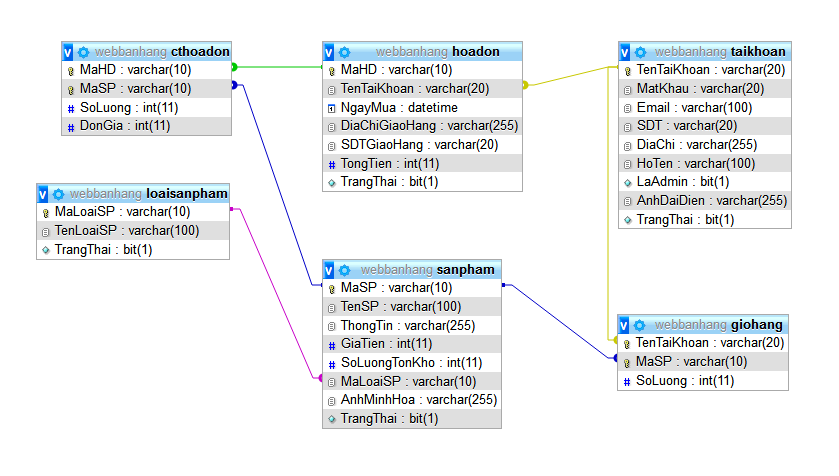 webbanhang cthoadon
MaHD : varchar(10)
MaSP : varchar(10)
SoLuong : int(11)
DonGia : int(11)
webbanhang hoadon
MaHD : varchar(10)
TenTaiKhoan : varchar(20)
NgayMua : datetime
DiaChiGiaoHang : varchar(255)
SDTGiaoHang : varchar(20)
TongTien : int(11)
TrangThai : bit(1)
webbanhang taikhoan
TenTaiKhoan : varchar(20)
MatKhau : varchar(20)
Email : varchar(100)
SDT : varchar(20)
DiaChi : varchar(255)
HoTen : varchar(100)
LaAdmin : bit(1)
AnhDaiDien : varchar(255)
TrangThai : bit(1)
webbanhang loaisanpham
MaLoaiSP : varchar(10)
TenLoaiSP : varchar(100)
TrangThai : bit(1)
webbanhang sanpham
MaSP : varchar(10)
TenSP : varchar(100)
ThongTin : varchar(255)
GiaTien : int(11)
SoLuongTonKho : int(11)
MaLoaiSP : varchar(10)
AnhMinhHoa : varchar(255)
TrangThai : bit(1)
webbanhang giohang
TenTaiKhoan : varchar(20)
MaSP : varchar(10)
SoLuong : int(11)